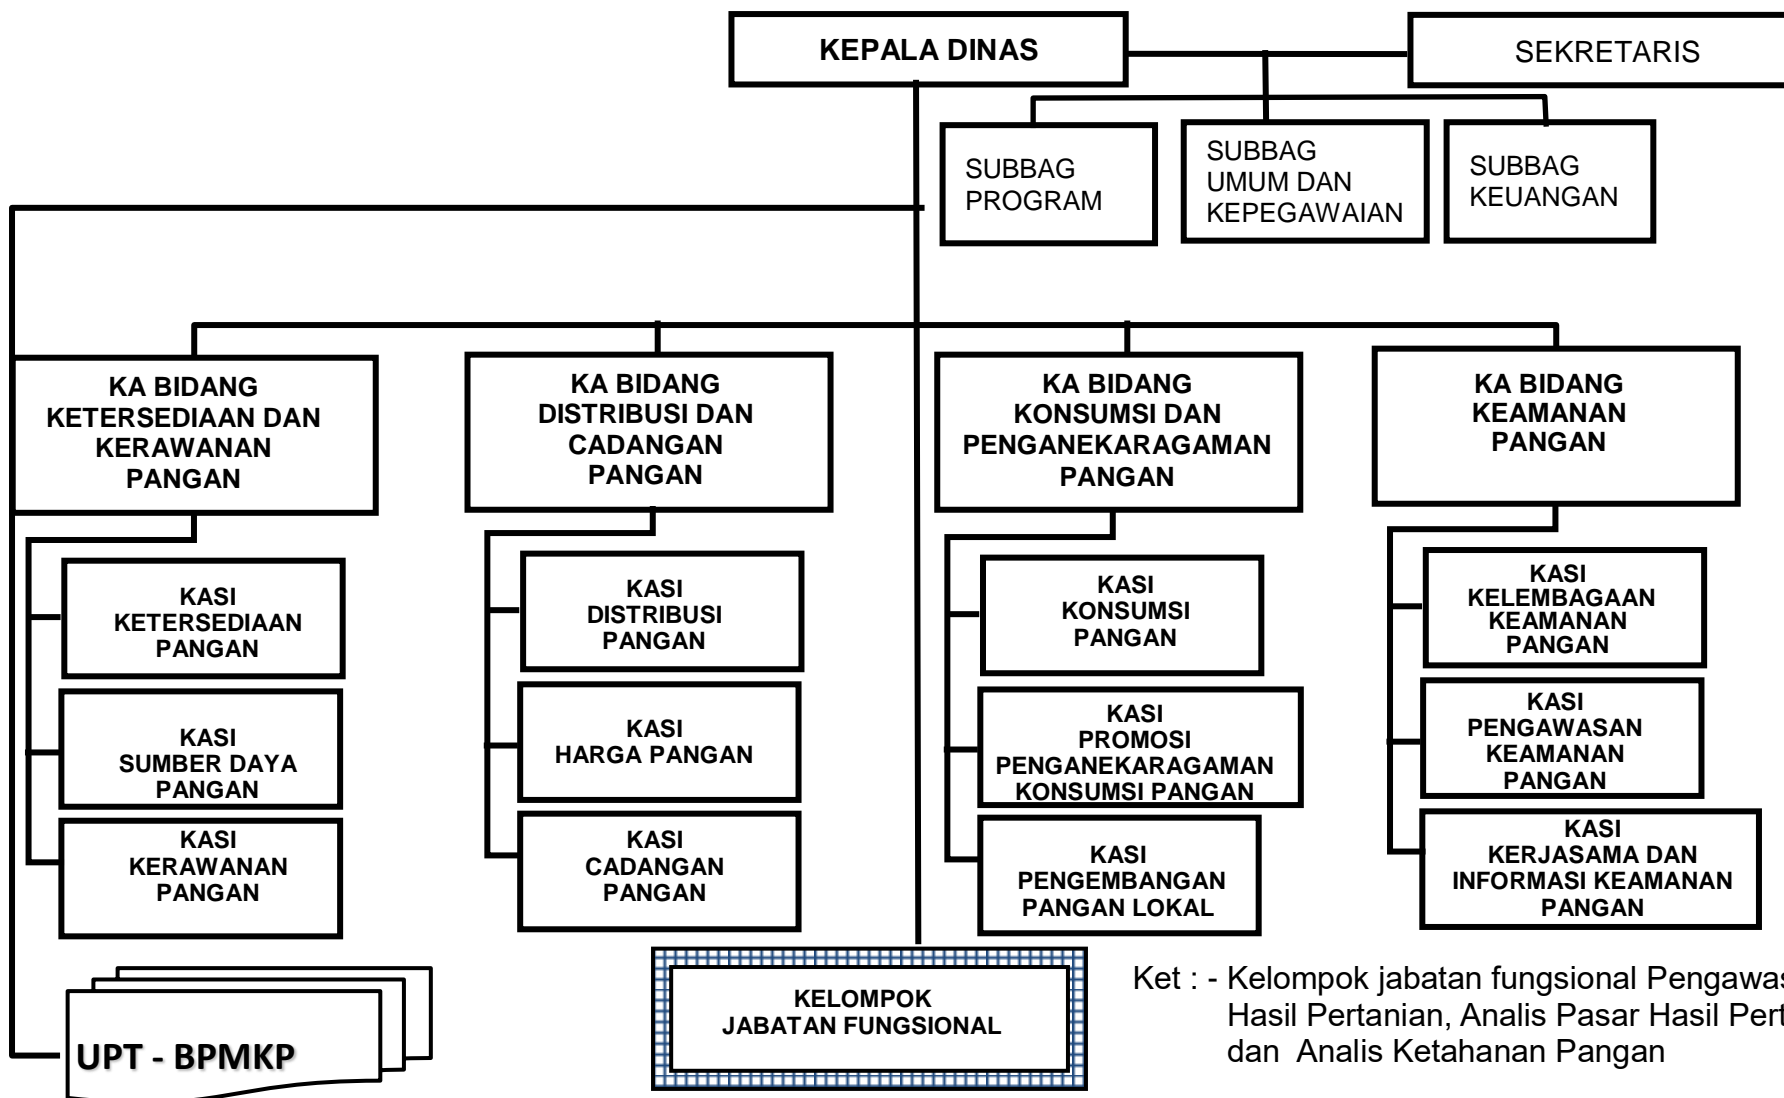 KEPALA DINAS
SEKRETARIS
SUBBAG
PROGRAM
SUBBAG
UMUM DAN
KEPEGAWAIAN
SUBBAG
KEUANGAN
KA BIDANG
KETERSEDIAAN DAN
KERAWANAN
PANGAN
KA BIDANG
DISTRIBUSI DAN
CADANGAN
PANGAN
KA BIDANG
KONSUMSI DAN
PENGANEKARAGAMAN
PANGAN
KA BIDANG
KEAMANAN
PANGAN
KASI
KETERSEDIAAN
PANGAN
KASI
SUMBER DAYA
PANGAN
KASI
KERAWANAN
PANGAN
KASI
DISTRIBUSI
PANGAN
KASI
HARGA PANGAN
KASI
CADANGAN
PANGAN
KASI
KONSUMSI
PANGAN
KASI
PROMOSI
PENGANEKARAGAMAN
KONSUMSI PANGAN
KASI
PENGEMBANGAN
PANGAN LOKAL
KASI
KELEMBAGAAN
KEAMANAN
PANGAN
KASI
PENGAWASAN
KEAMANAN
PANGAN
KASI
KERJASAMA DAN
INFORMASI KEAMANAN
PANGAN
UPT - BPMKP
KELOMPOK
JABATAN FUNGSIONAL
Ket : - Kelompok jabatan fungsional
Hasil Pertanian, Analis Pasar Hasil
dan Analis Ketahanan Pangan